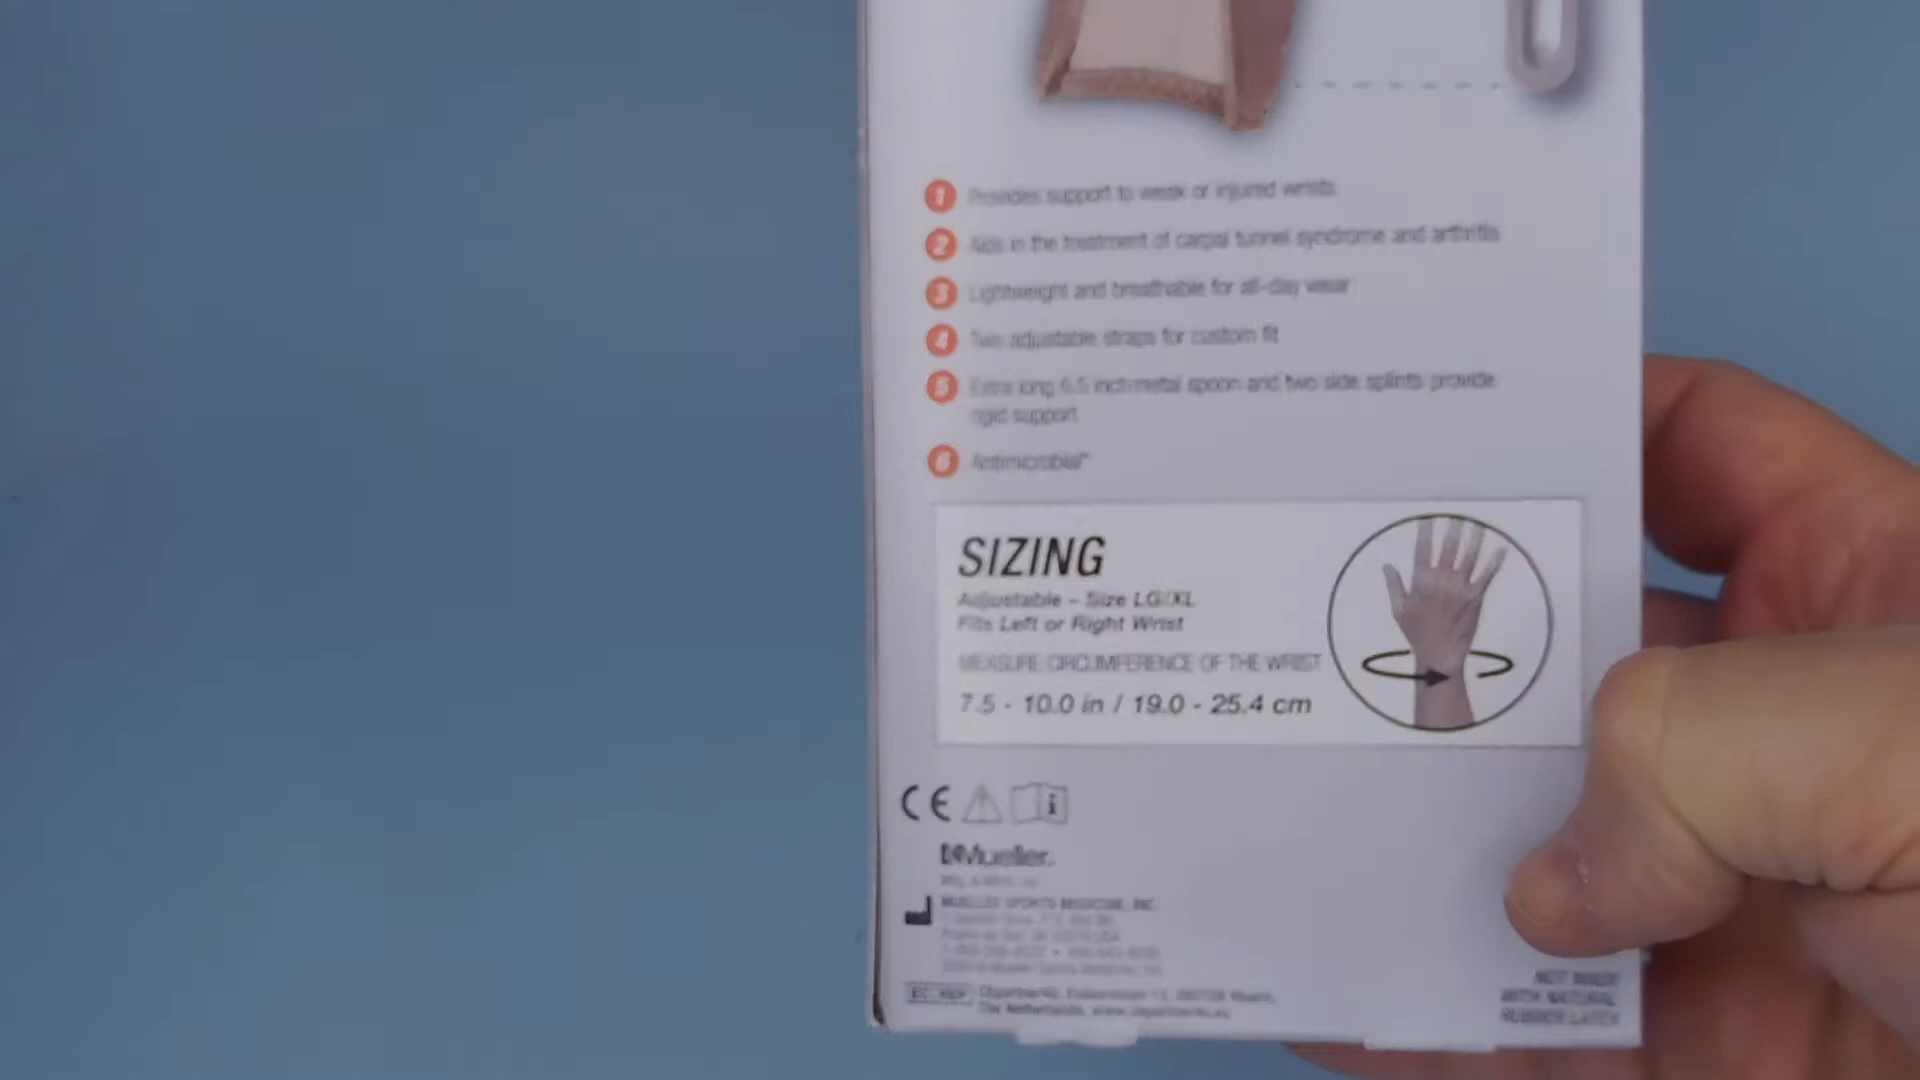 1 Provides support to weak or injured wrists
2 Aids in the treatment of carpal tunnel syndrome and arthritis
3 Lightweight and breathable for all-day wear
4 Two adjustable straps for custom fit
5 Extra long 6.5 inch metal spoon and two side splints provide
rigid support
6 Antimicrobial
SIZING
Adjustable - Size LG/XL
Fits Left or Right Wrist
MEASURE CIRCUMFERENCE OF THE WRIST
7.5 - 10.0 in / 19.0 - 25.4 cm
CE
i
Mueller
MUELLER SPORTS MEDICINE, INC.
EC REP
The Netherlands,
NOT MADE
WITH NATURAL
RUBBER LATEX